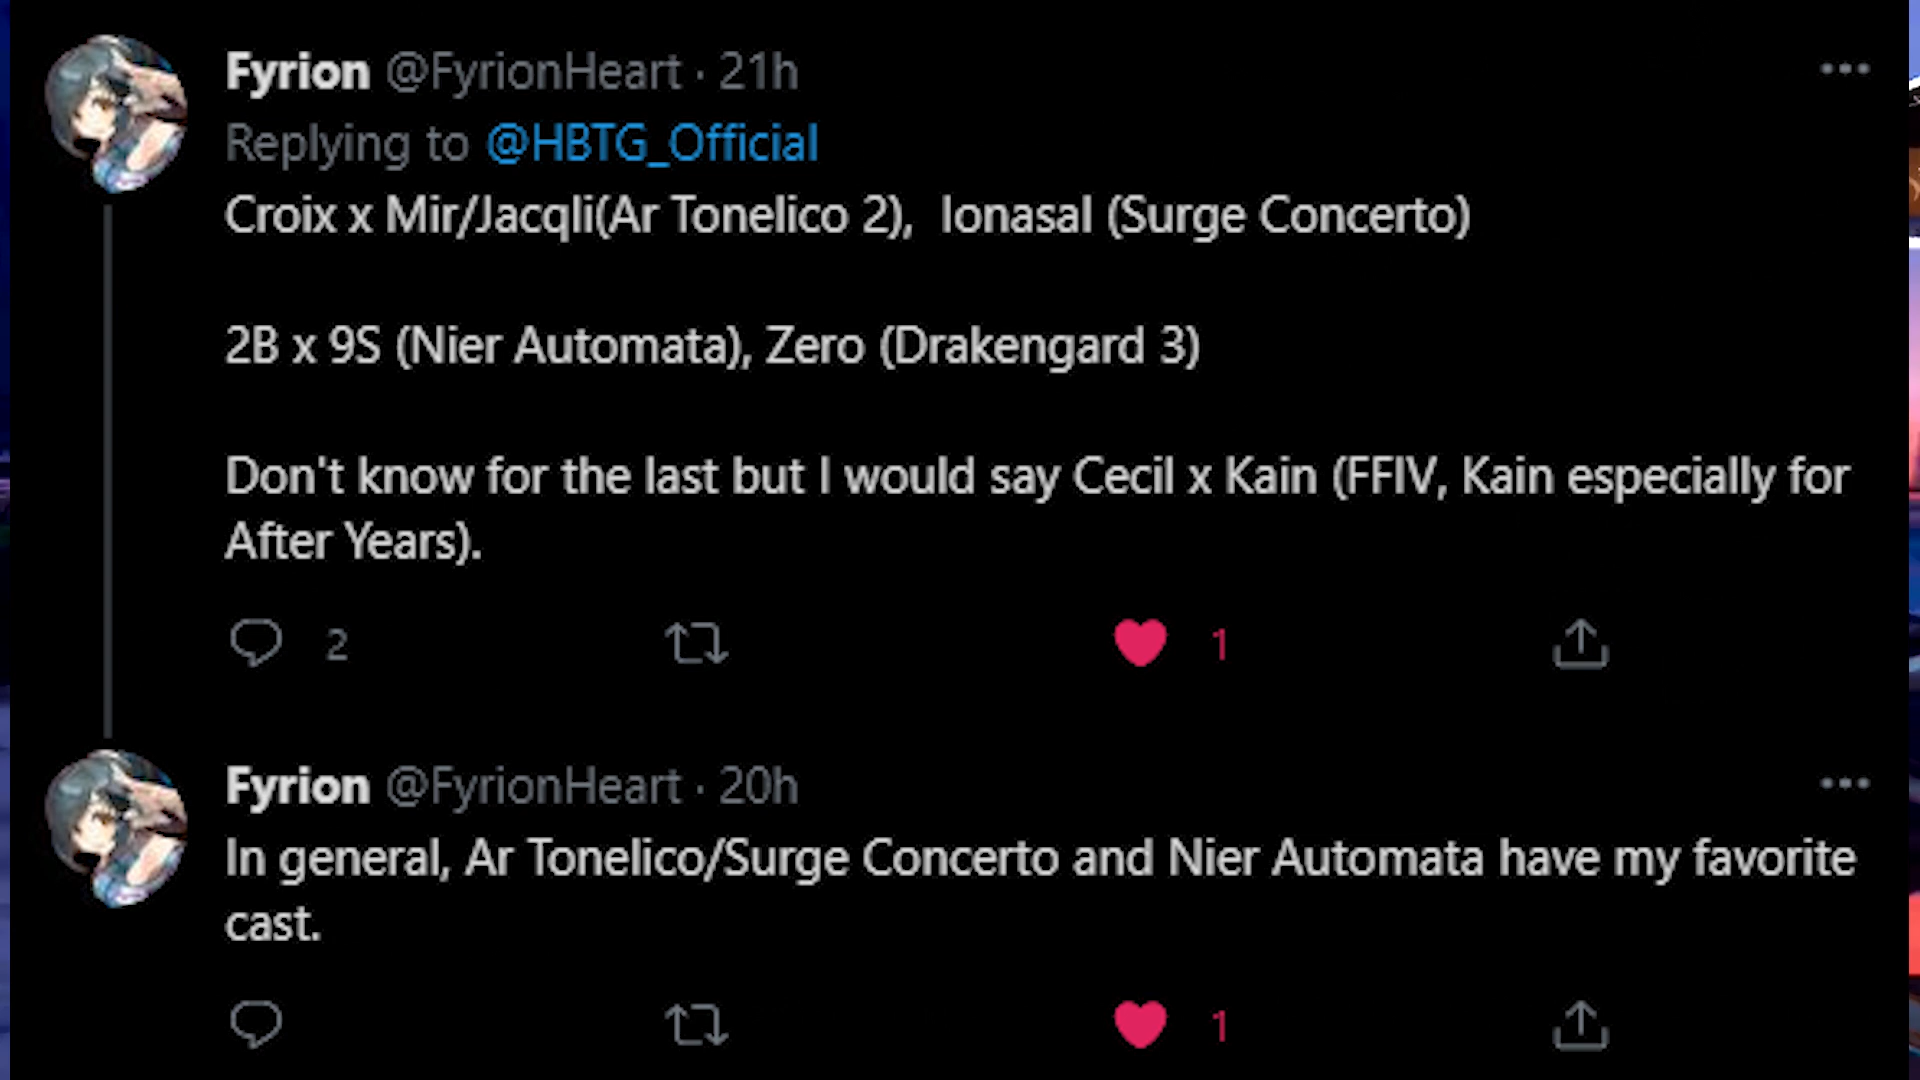 Fyrion @FyrionHeart · 21h
Replying to @HBTG_Official
Croix x Mir/Jacqli(Ar Tonelico 2),  Ionasal (Surge Concerto)
2B x 9S (Nier Automata), Zero (Drakengard 3)
Don't know for the last but I would say Cecil x Kain (FFIV, Kain especially for
After Years).
2 1
Fyrion @FyrionHeart · 20h
In general, Ar Tonelico/Surge Concerto and Nier Automata have my favorite
cast.
1